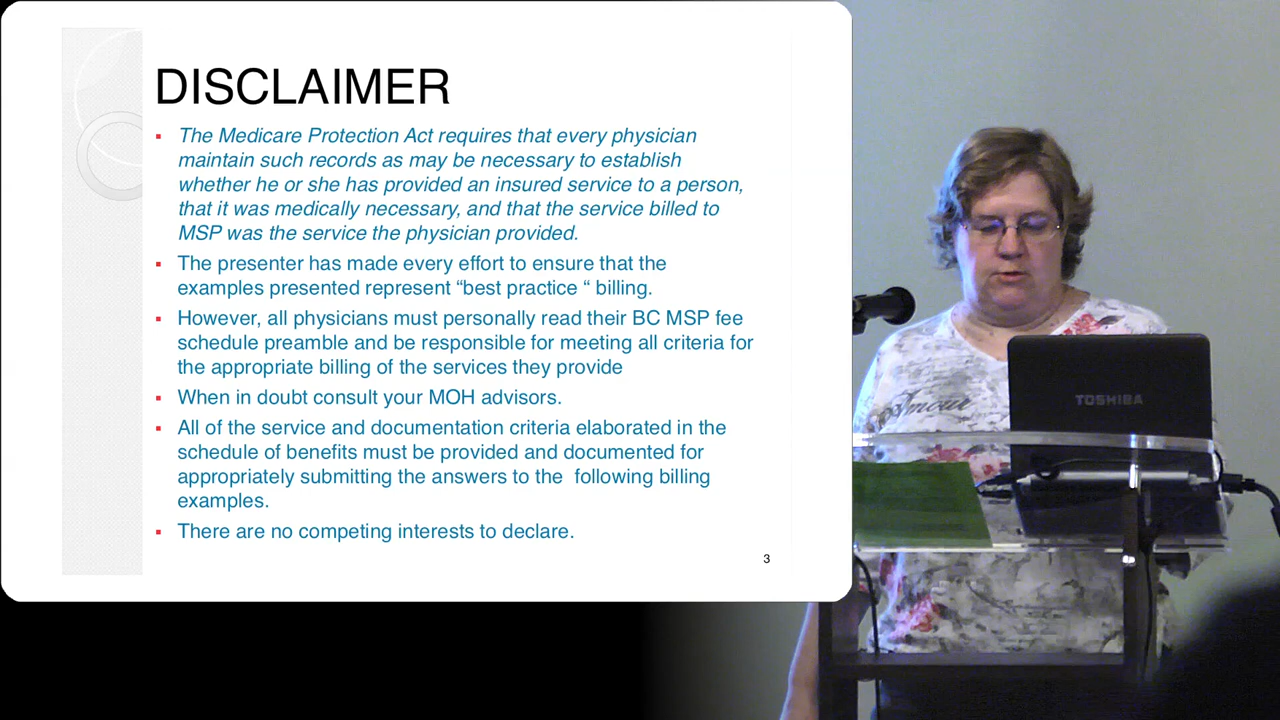 DISCLAIMER
▪ The Medicare Protection Act requires that every physician
maintain such records as may be necessary to establish
whether he or she has provided an insured service to a person,
that it was medically necessary, and that the service billed to
MSP was the service the physician provided.
▪ The presenter has made every effort to ensure that the
examples presented represent “best practice “ billing.
▪ However, all physicians must personally read their BC MSP fee
schedule preamble and be responsible for meeting all criteria for
the appropriate billing of the services they provide
▪ When in doubt consult your MOH advisors.
▪ All of the service and documentation criteria elaborated in the
schedule of benefits must be provided and documented for
appropriately submitting the answers to the  following billing
examples.
▪ There are no competing interests to declare.
3
Amour
TOSHIBA